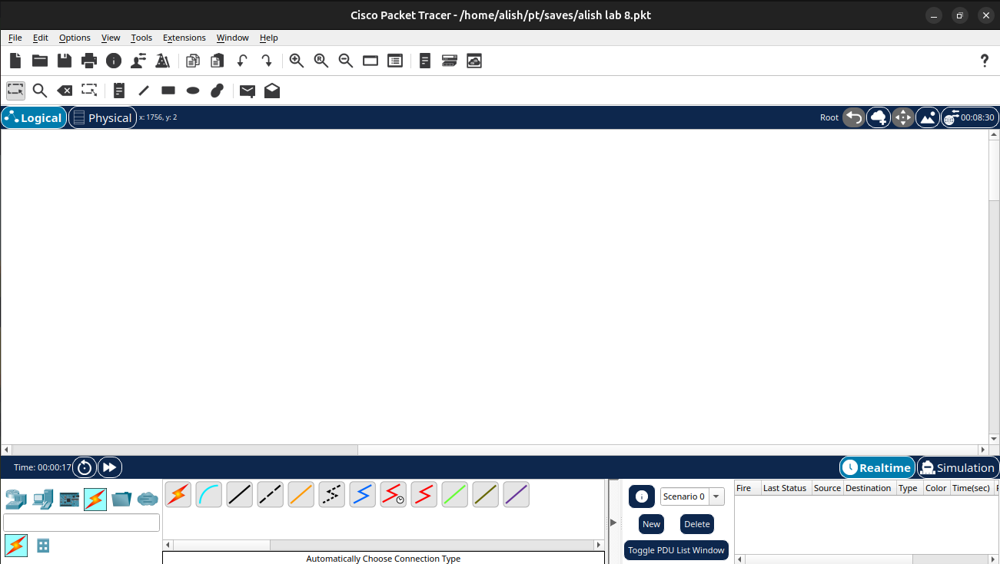 Cisco Packet Tracer - /home/alish/pt/saves/alish lab 8.pkt
File Edit Options View Tools Extensions Window Help
?
Logical Physical x: 1756, y: 2 Root 00:08:30
Time: 00:00:17 Realtime Simulation
Scenario 0 Fire Last Status Source Destination Type Color Time(sec)
New Delete
Toggle PDU List Window
Automatically Choose Connection Type